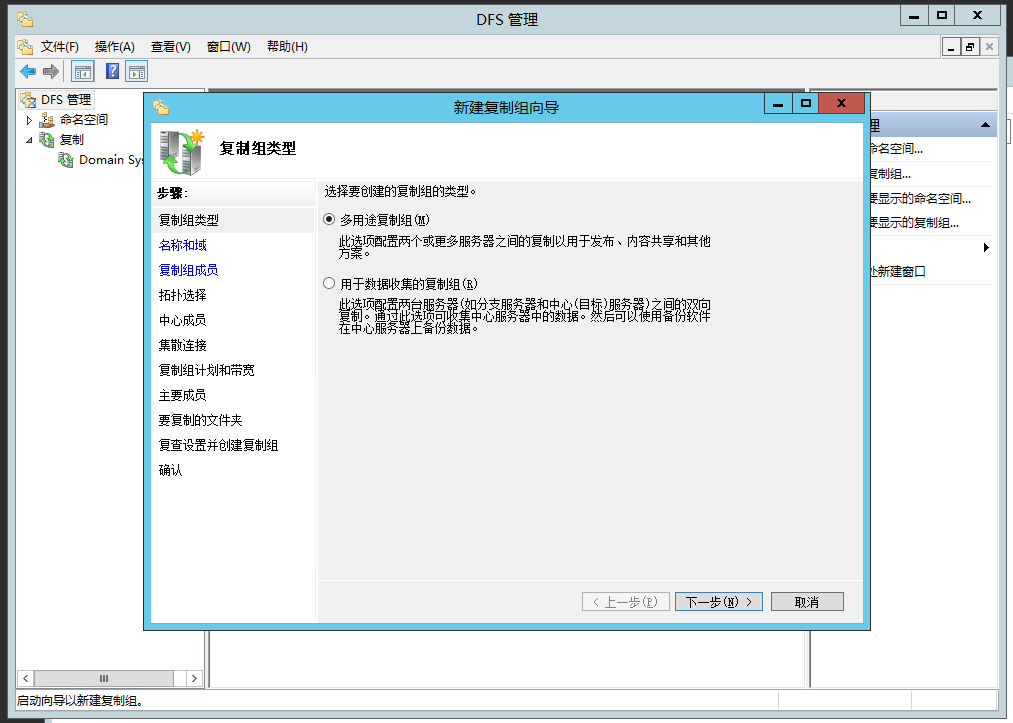 DFS 管理
文件(F) 操作(A) 查看(V) 窗口(W) 帮助(H)
DFS 管理
命名空间
复制
Domain Sy
新建复制组向导
复制组类型
步骤:
复制组类型
名称和域
复制组成员
拓扑选择
中心成员
集散连接
复制组计划和带宽
主要成员
要复制的文件夹
复查设置并创建复制组
确认
选择要创建的复制组的类型。
多用途复制组(M)
此选项配置两个或更多服务器之间的复制以用于发布、内容共享和其他
方案。
用于数据收集的复制组(R)
此选项配置两台服务器(如分支服务器和中心(目标)服务器)之间的双向
复制。通过此选项可收集中心服务器中的数据。然后可以使用备份软件
在中心服务器上备份数据。
< 上一步(P)
下一步(N) >
取消
理
命名空间...
复制组...
要显示的命名空间...
要显示的复制组...
处新建窗口
启动向导以新建复制组。